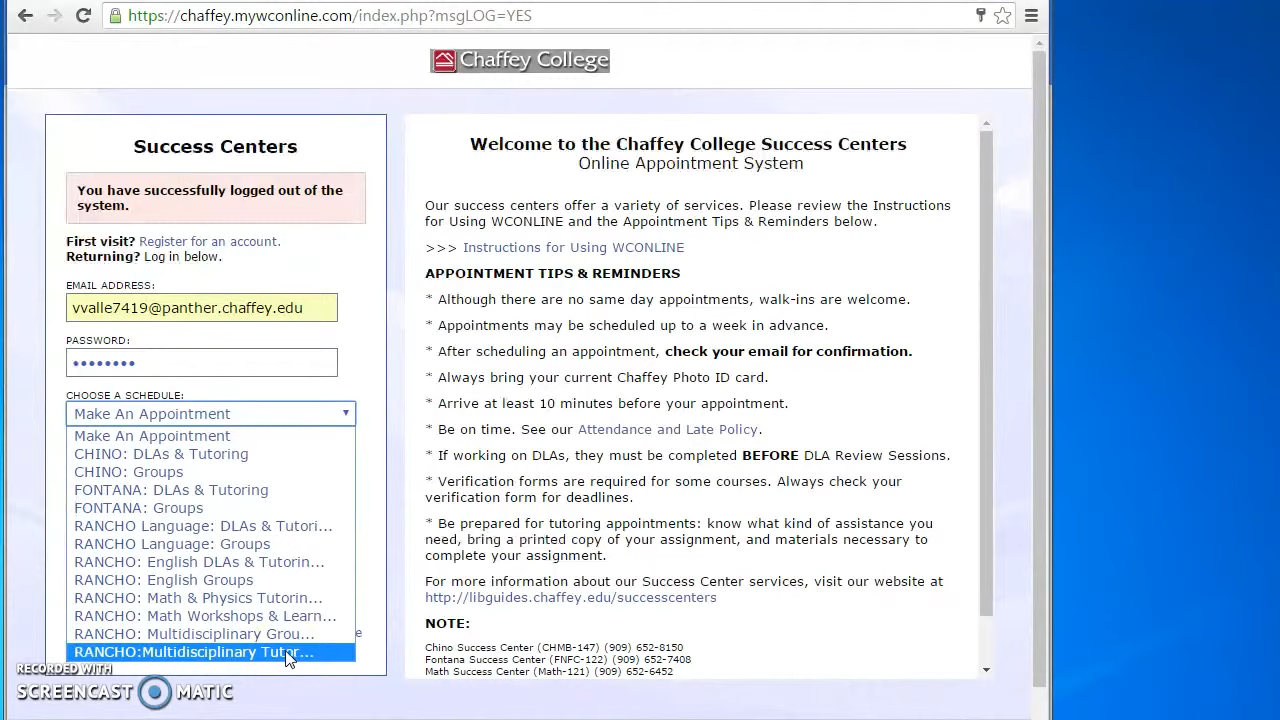 https://chaffey.mywconline.com/index.php?msgLOG=YES
Chaffey College
Success Centers
You have successfully logged out of the
system.
First visit? Register for an account.
Returning? Log in below.
EMAIL ADDRESS:
vvalle7419@panther.chaffey.edu
PASSWORD:
CHOOSE A SCHEDULE:
Make An Appointment
Make An Appointment
CHINO: DLAs & Tutoring
CHINO: Groups
FONTANA: DLAs & Tutoring
FONTANA: Groups
RANCHO Language: DLAs & Tutori...
RANCHO Language: Groups
RANCHO: English DLAs & Tutorin...
RANCHO: English Groups
RANCHO: Math & Physics Tutorin...
RANCHO: Math Workshops & Learn...
RANCHO: Multidisciplinary Grou...
RANCHO:Multidisciplinary Tutor...
Welcome to the Chaffey College Success Centers
Online Appointment System
Our success centers offer a variety of services. Please review the Instructions
for Using WCONLINE and the Appointment Tips & Reminders below.
>>> Instructions for Using WCONLINE
APPOINTMENT TIPS & REMINDERS
* Although there are no same day appointments, walk-ins are welcome.
* Appointments may be scheduled up to a week in advance.
* After scheduling an appointment, check your email for confirmation.
* Always bring your current Chaffey Photo ID card.
* Arrive at least 10 minutes before your appointment.
* Be on time. See our Attendance and Late Policy.
* If working on DLAs, they must be completed BEFORE DLA Review Sessions.
* Verification forms are required for some courses. Always check your
verification form for deadlines.
* Be prepared for tutoring appointments: know what kind of assistance you
need, bring a printed copy of your assignment, and materials necessary to
complete your assignment.
For more information about our Success Center services, visit our website at
http://libguides.chaffey.edu/successcenters
NOTE:
Chino Success Center (CHMB-147) (909) 652-8150
Fontana Success Center (FNFC-122) (909) 652-7408
Math Success Center (Math-121) (909) 652-6452
RECORDED WITH
SCREENCAST MATIC